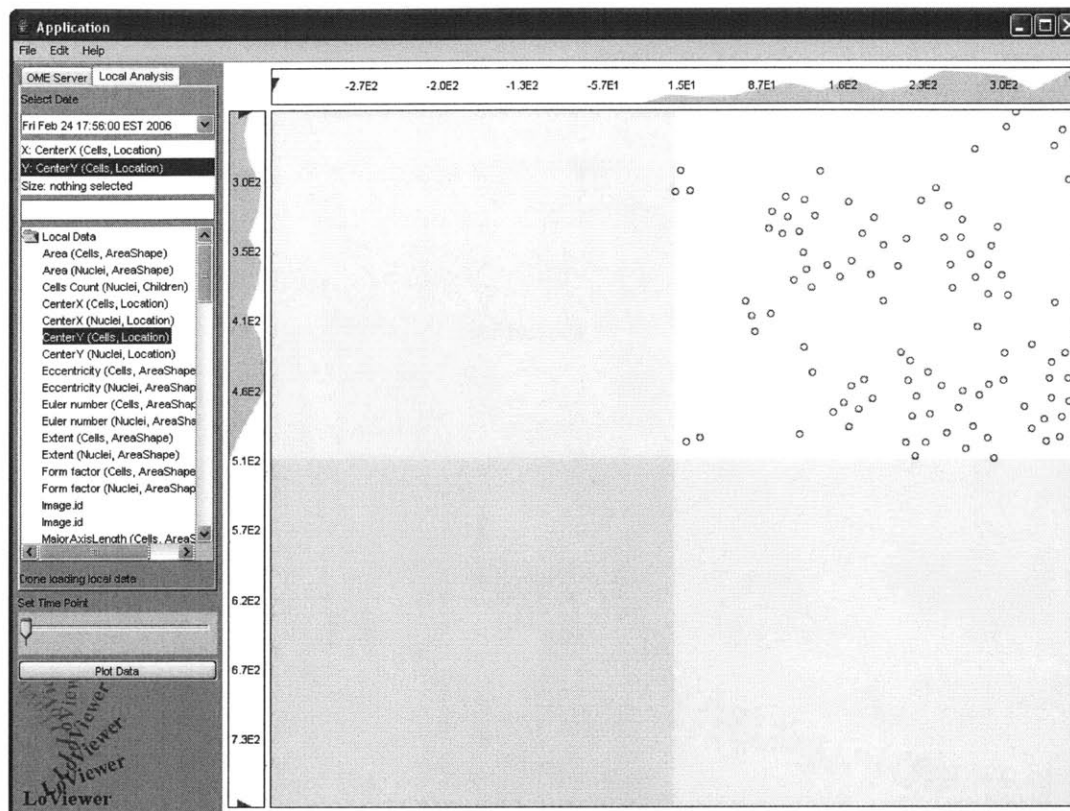 Application
File Edit Help
OME Server Local Analysis
Select Date
Fri Feb 24 17:56:00 EST 2006
X: CenterX (Cells, Location)
Y: CenterY (Cells, Location)
Size: nothing selected
Local Data
Area (Cells, AreaShape)
Area (Nuclei, AreaShape)
Cells Count (Nuclei, Children)
CenterX (Cells, Location)
CenterX (Nuclei, Location)
CenterY (Cells, Location)
CenterY (Nuclei, Location)
Eccentricity (Cells, AreaShap
Eccentricity (Nuclei, AreaShap
Euler number (Cells, AreaShap
Euler number (Nuclei, AreaSha
Extent (Cells, AreaShape)
Extent (Nuclei, AreaShape)
Form factor (Cells, AreaShape
Form factor (Nuclei, AreaShap
Image.id
Image.id
MajorAxisLength (Cells, AreaS
Done loading local data
Set Time Point
Plot Data
LoViewer
LoViewer
LoViewer
LoViewer
LoViewer
-2.7E2 -2.0E2 -1.3E2 -5.7E1 1.5E1 8.7E1 1.6E2 2.3E2 3.0E2
3.0E2
3.5E2
4.1E2
4.6E2
5.1E2
5.7E2
6.2E2
6.7E2
7.3E2